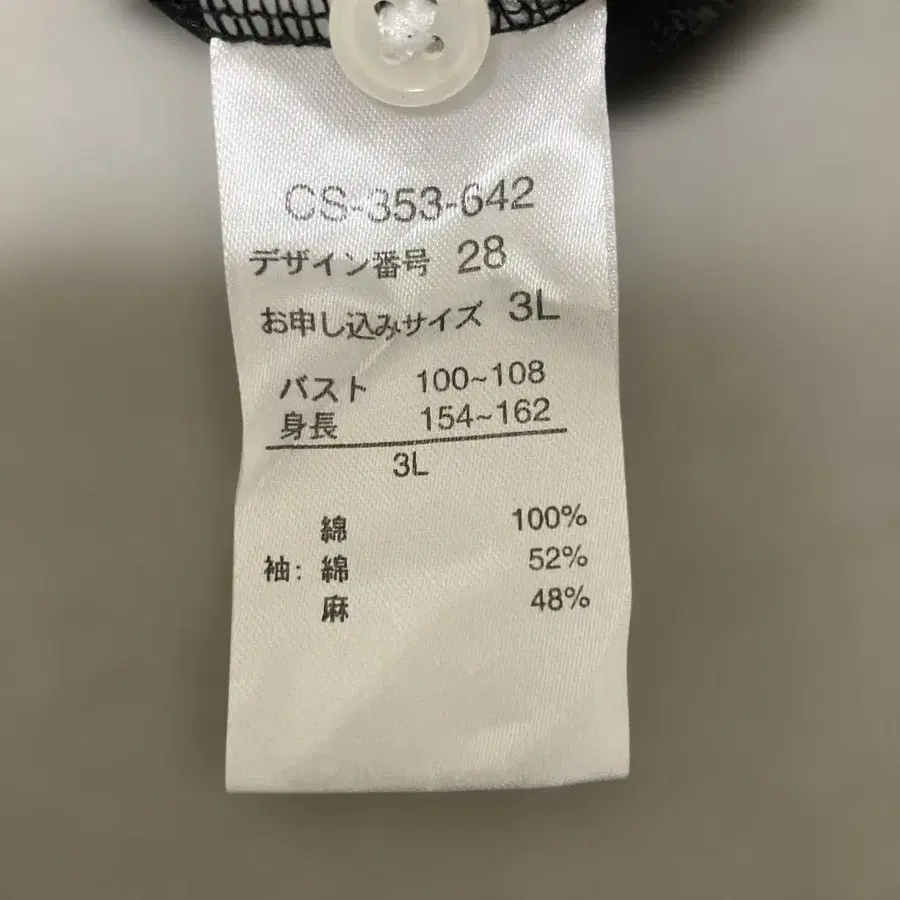 CS-353-642
デザイン番号 28
お申し込みサイズ 3L
バスト 100~108
身長 154~162
3L
綿 100%
袖: 綿 52%
麻 48%